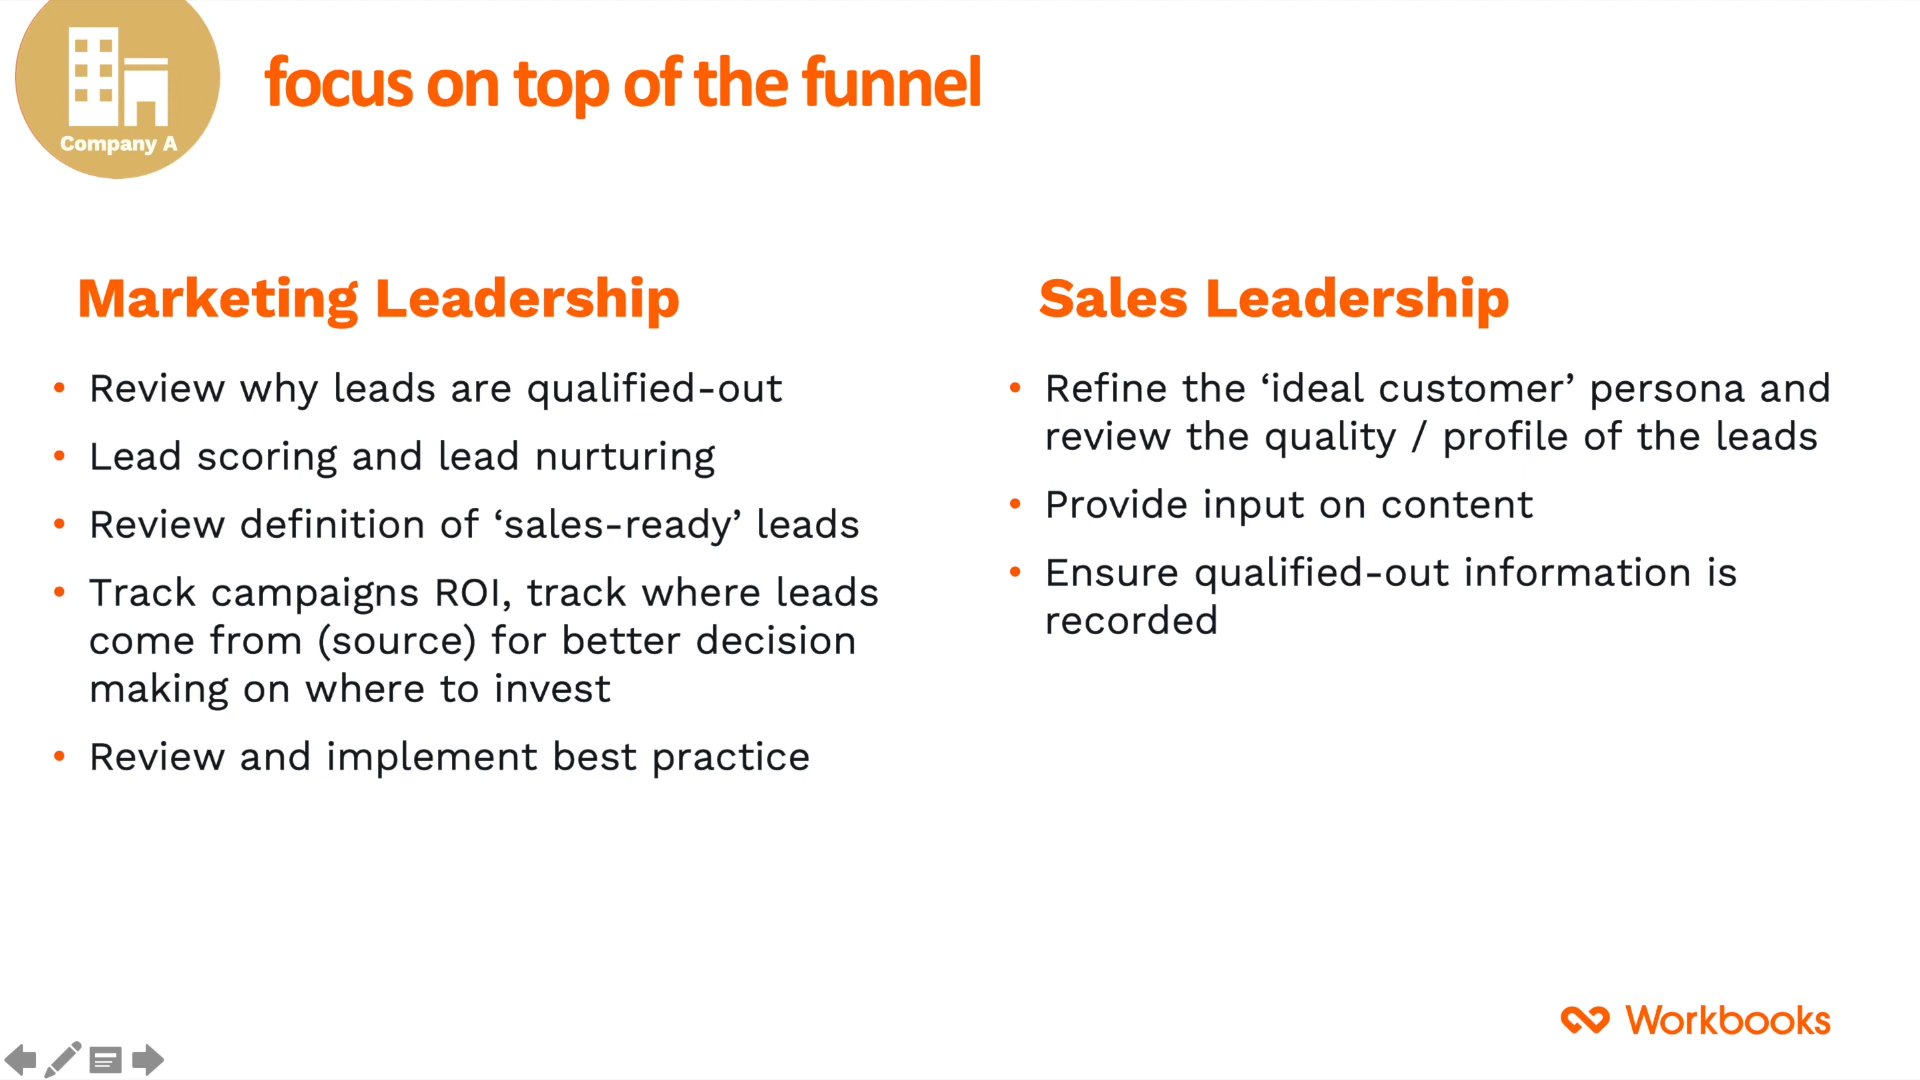 Company A
focus on top of the funnel
Marketing Leadership
• Review why leads are qualified-out
• Lead scoring and lead nurturing
• Review definition of ‘sales-ready’ leads
• Track campaigns ROI, track where leads
come from (source) for better decision
making on where to invest
• Review and implement best practice
Sales Leadership
• Refine the ‘ideal customer’ persona and
review the quality / profile of the leads
• Provide input on content
• Ensure qualified-out information is
recorded
Workbooks